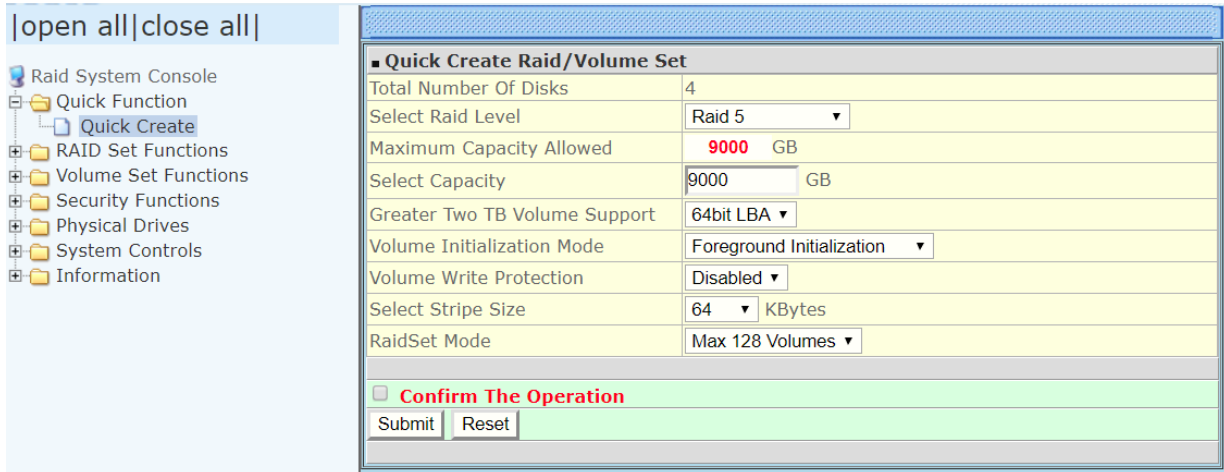 |open all|close all|
Raid System Console
Quick Function
Quick Create
RAID Set Functions
Volume Set Functions
Security Functions
Physical Drives
System Controls
Information
Quick Create Raid/Volume Set
Total Number Of Disks 4
Select Raid Level Raid 5
Maximum Capacity Allowed 9000 GB
Select Capacity 9000 GB
Greater Two TB Volume Support 64bit LBA
Volume Initialization Mode Foreground Initialization
Volume Write Protection Disabled
Select Stripe Size 64 KBytes
RaidSet Mode Max 128 Volumes
Confirm The Operation
Submit Reset